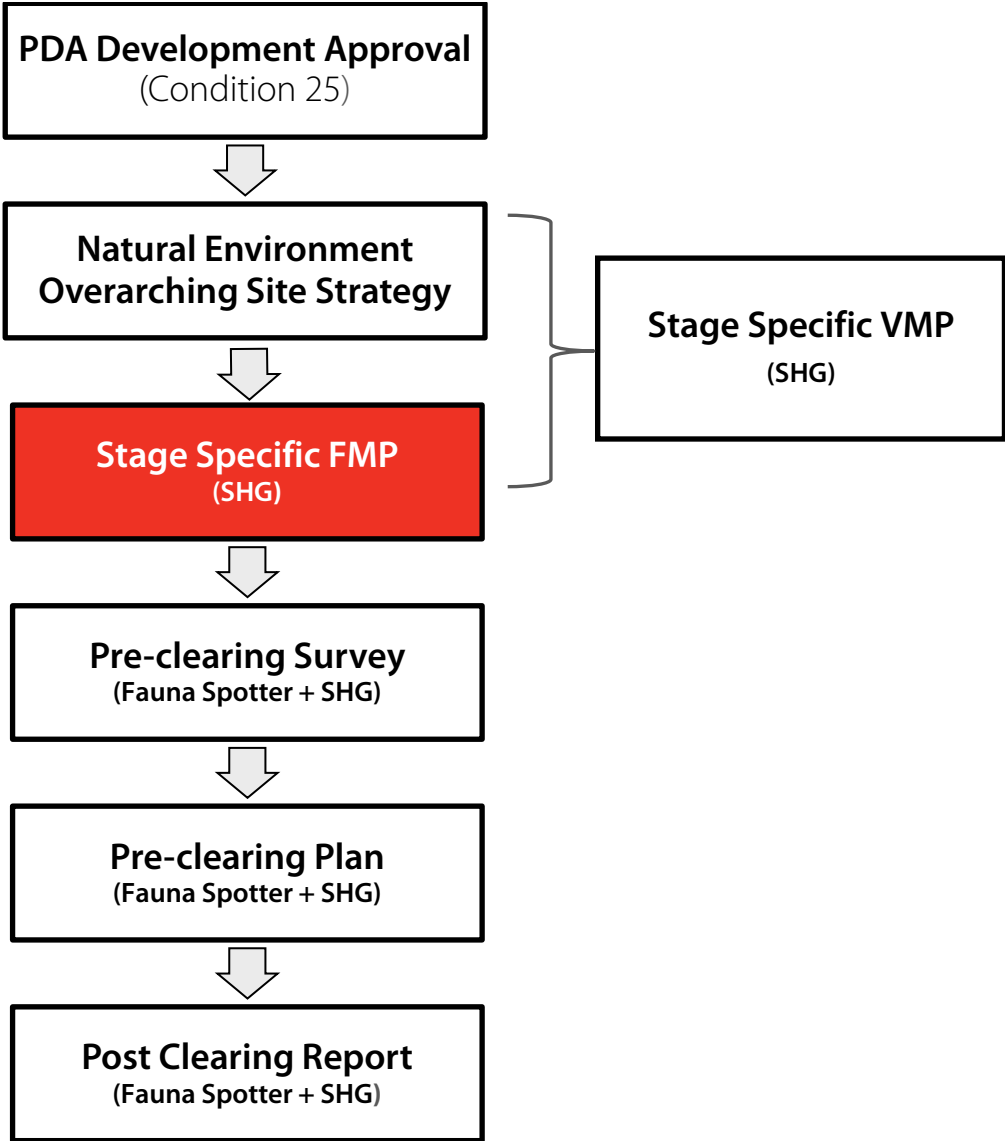 PDA Development Approval
(Condition 25)
Natural Environment
Overarching Site Strategy
Stage Specific VMP
(SHG)
Stage Specific FMP
(SHG)
Pre-clearing Survey
(Fauna Spotter + SHG)
Pre-clearing Plan
(Fauna Spotter + SHG)
Post Clearing Report
(Fauna Spotter + SHG)